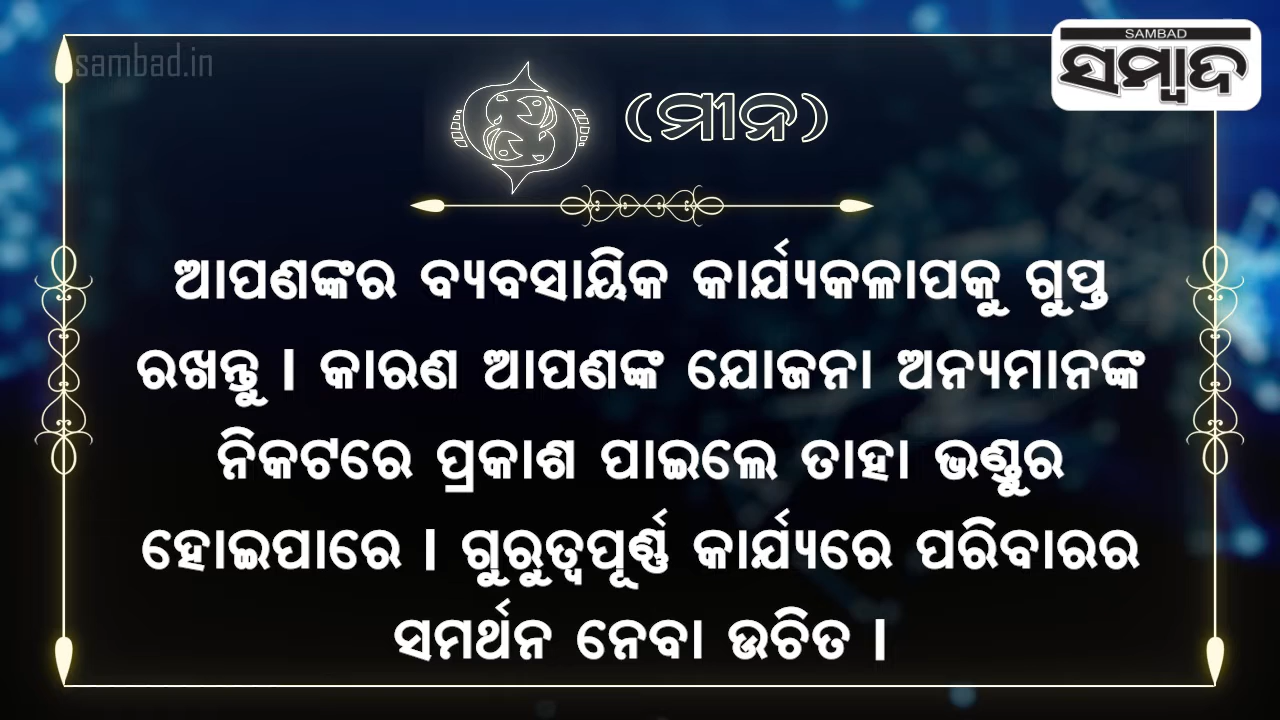 sambad.in
SAMBAD
ସମ୍ବାଦ
(ମୀନ)
ଆପଣଙ୍କର ବ୍ୟବସାୟିକ କାର୍ଯ୍ୟକଳାପକୁ ଗୁପ୍ତ
ରଖନ୍ତୁ । କାରଣ ଆପଣଙ୍କ ଯୋଜନା ଅନ୍ୟମାନଙ୍କ
ନିକଟରେ ପ୍ରକାଶ ପାଇଲେ ତାହା ଭଣ୍ଡୁର
ହୋଇପାରେ । ଗୁରୁତ୍ୱପୂର୍ଣ୍ଣ କାର୍ଯ୍ୟରେ ପରିବାରର
ସମର୍ଥନ ନେବା ଉଚିତ ।